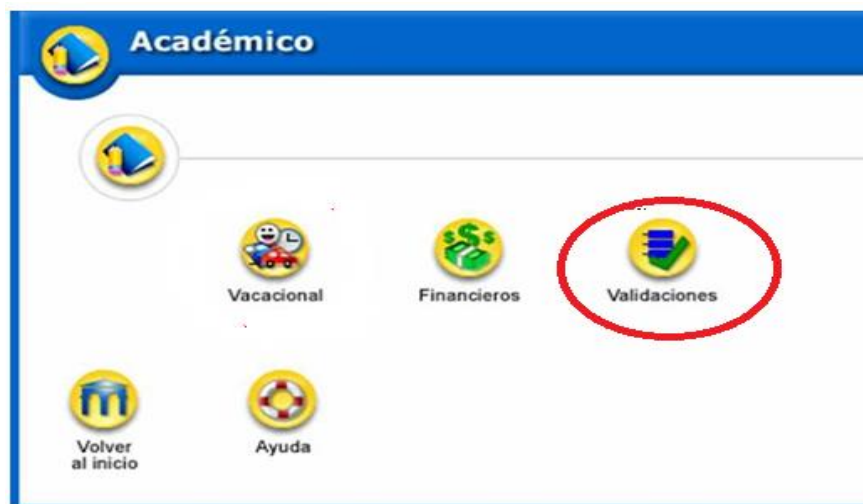 Académico
Vacacional
Financieros
Validaciones
Volver
al inicio
Ayuda